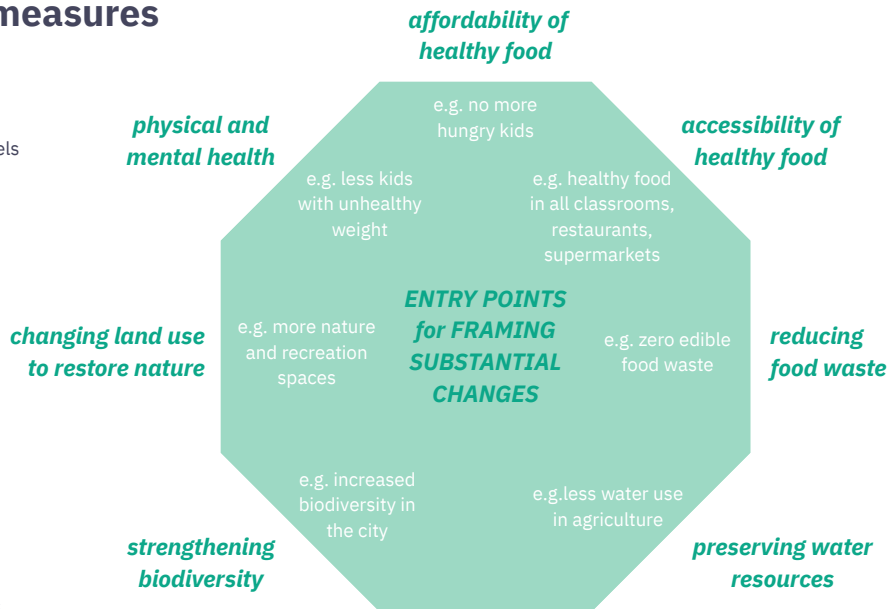 measures
els
affordability of
healthy food
e.g. no more
hungry kids
physical and
mental health
accessibility of
healthy food
e.g. less kids
with unhealthy
weight
e.g. healthy food
in all classrooms,
restaurants,
supermarkets
ENTRY POINTS
for FRAMING
SUBSTANTIAL
CHANGES
changing land use
to restore nature
e.g. more nature
and recreation
spaces
e.g. zero edible
food waste
reducing
food waste
e.g. increased
biodiversity in
the city
e.g.less water use
in agriculture
strengthening
biodiversity
preserving water
resources